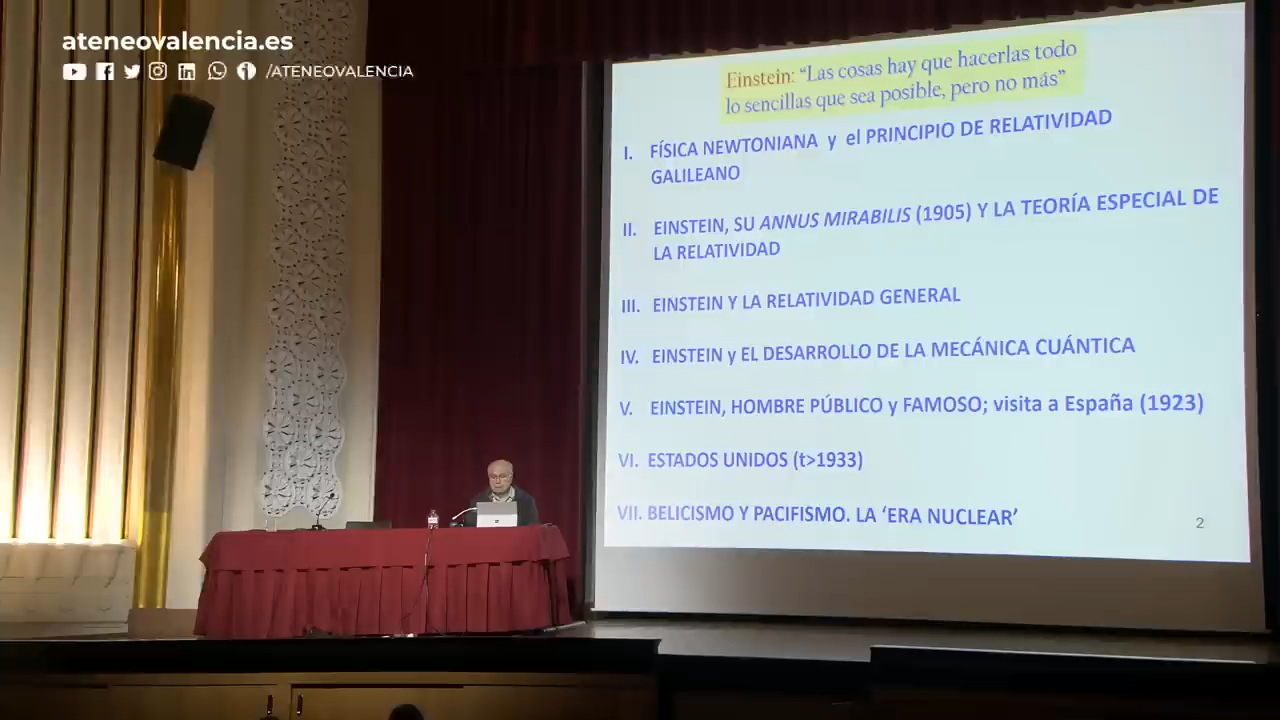 ateneovalencia.es
/ATENEOVALENCIA
Einstein: “Las cosas hay que hacerlas todo
lo sencillas que sea posible, pero no más”
I. FÍSICA NEWTONIANA y el PRINCIPIO DE RELATIVIDAD
GALILEANO
II. EINSTEIN, SU ANNUS MIRABILIS (1905) Y LA TEORÍA ESPECIAL DE
LA RELATIVIDAD
III. EINSTEIN Y LA RELATIVIDAD GENERAL
IV. EINSTEIN y EL DESARROLLO DE LA MECÁNICA CUÁNTICA
V. EINSTEIN, HOMBRE PÚBLICO y FAMOSO; visita a España (1923)
VI. ESTADOS UNIDOS (t>1933)
VII. BELICISMO Y PACIFISMO. LA ‘ERA NUCLEAR’
2